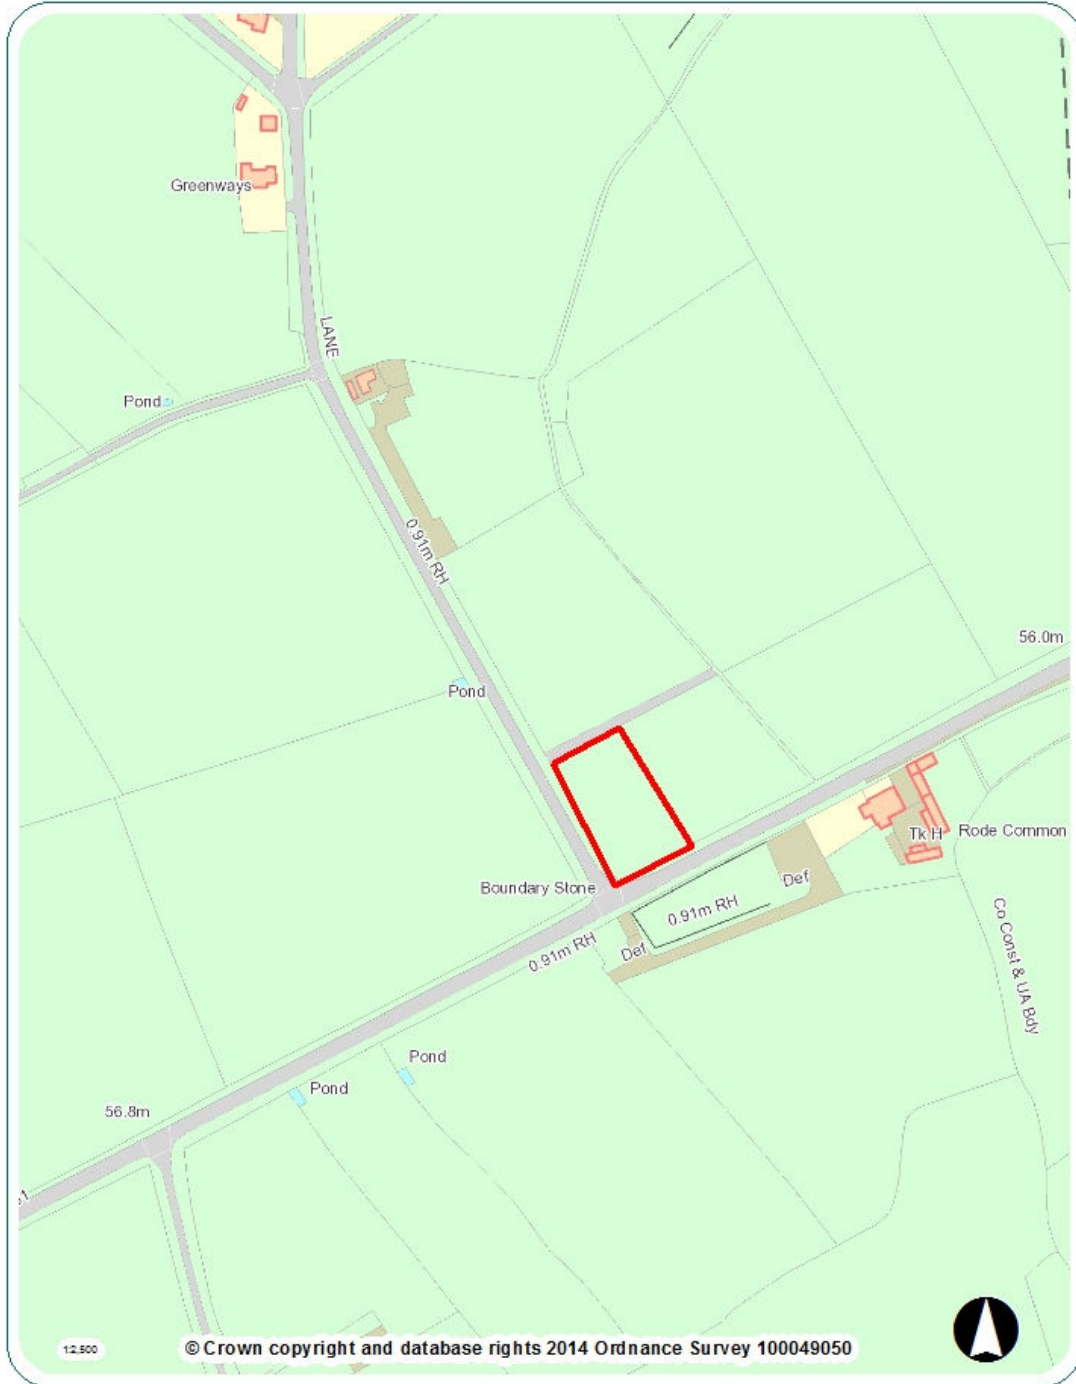 Greenways
LANE
Pond
0.91m RH
56.0m
Pond
Tk H
Rode Common
Def
Boundary Stone
0.91m RH
Def
0.91m RH
Co Const & UA Bdy
Pond
Pond
56.8m
1:2,500
© Crown copyright and database rights 2014 Ordnance Survey 100049050